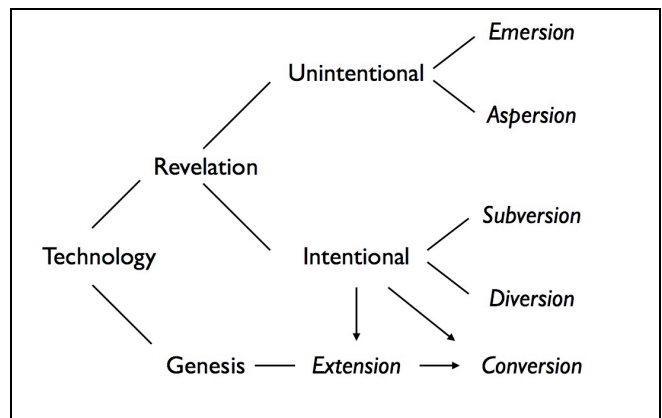 Emersion
Unintentional
Aspersion
Revelation
Subversion
Technology
Intentional
Diversion
Genesis
Extension
Conversion